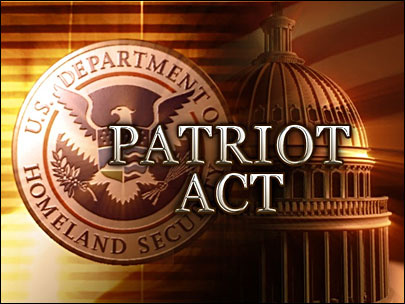 U.S. DEPARTMENT OF
HOMELAND SECU
PATRIOT
ACT